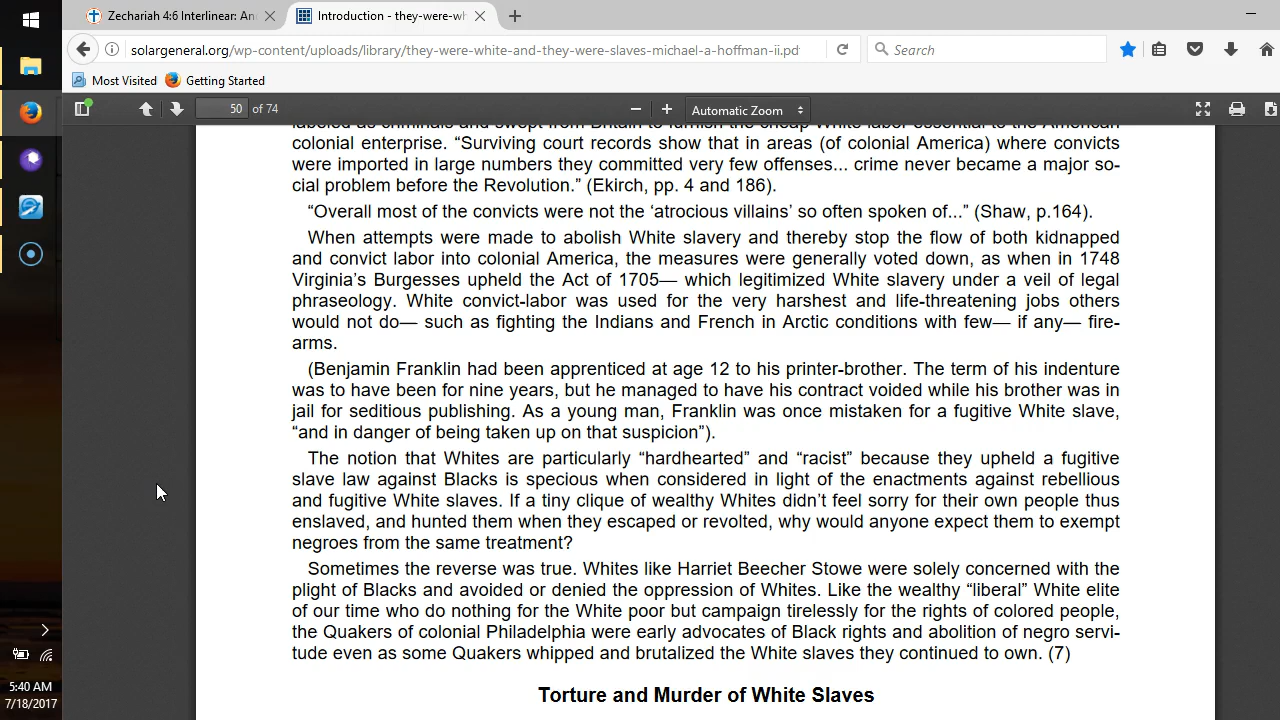 Zechariah 4:6 Interlinear: An
Introduction - they-were-wh
solargeneral.org/wp-content/uploads/library/they-were-white-and-they-were-slaves-michael-a-hoffman-ii.pd
Search
Most Visited
Getting Started
50 of 74
Automatic Zoom
labeled as criminals and swept from Britain to furnish the cheap White labor essential to the American
colonial enterprise. “Surviving court records show that in areas (of colonial America) where convicts
were imported in large numbers they committed very few offenses... crime never became a major so-
cial problem before the Revolution.” (Ekirch, pp. 4 and 186).
“Overall most of the convicts were not the ‘atrocious villains’ so often spoken of...” (Shaw, p.164).
When attempts were made to abolish White slavery and thereby stop the flow of both kidnapped
and convict labor into colonial America, the measures were generally voted down, as when in 1748
Virginia’s Burgesses upheld the Act of 1705— which legitimized White slavery under a veil of legal
phraseology. White convict-labor was used for the very harshest and life-threatening jobs others
would not do— such as fighting the Indians and French in Arctic conditions with few— if any— fire-
arms.
(Benjamin Franklin had been apprenticed at age 12 to his printer-brother. The term of his indenture
was to have been for nine years, but he managed to have his contract voided while his brother was in
jail for seditious publishing. As a young man, Franklin was once mistaken for a fugitive White slave,
“and in danger of being taken up on that suspicion”).
The notion that Whites are particularly “hardhearted” and “racist” because they upheld a fugitive
slave law against Blacks is specious when considered in light of the enactments against rebellious
and fugitive White slaves. If a tiny clique of wealthy Whites didn’t feel sorry for their own people thus
enslaved, and hunted them when they escaped or revolted, why would anyone expect them to exempt
negroes from the same treatment?
Sometimes the reverse was true. Whites like Harriet Beecher Stowe were solely concerned with the
plight of Blacks and avoided or denied the oppression of Whites. Like the wealthy “liberal” White elite
of our time who do nothing for the White poor but campaign tirelessly for the rights of colored people,
the Quakers of colonial Philadelphia were early advocates of Black rights and abolition of negro servi-
tude even as some Quakers whipped and brutalized the White slaves they continued to own. (7)
Torture and Murder of White Slaves
5:40 AM
7/18/2017